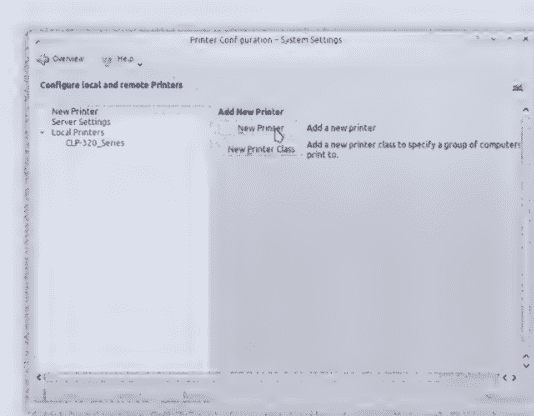 Printer Configuration – System Settings
Overview Help
Configure local and remote Printers
New Printer
Server Settings
Local Printers
CLP-320_Series
Add New Printer
New Printer Add a new printer
New Printer Class Add a new printer class to specify a group of computers
print to.